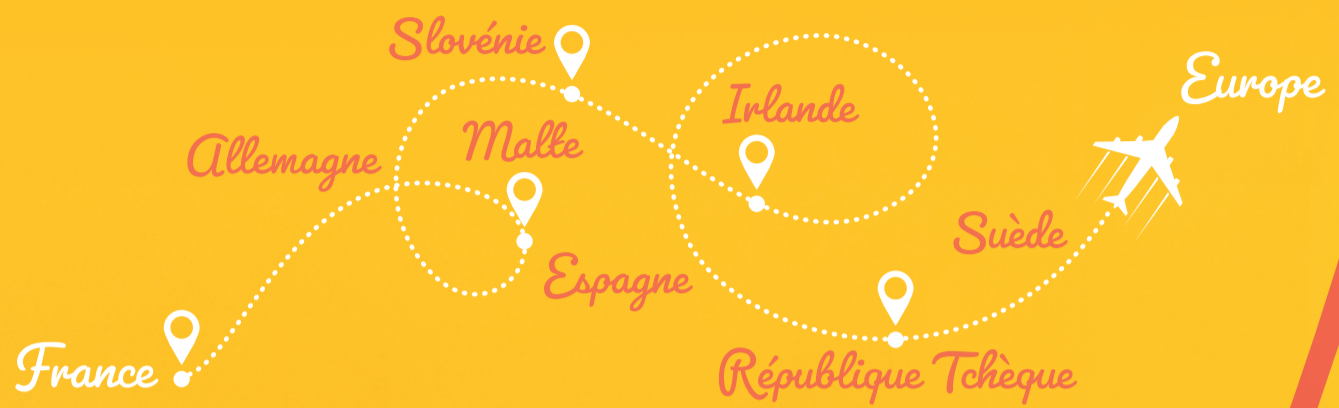 Slovénie
Europe
Irlande
Malte
Allemagne
Suède
Espagne
France
République Tchèque